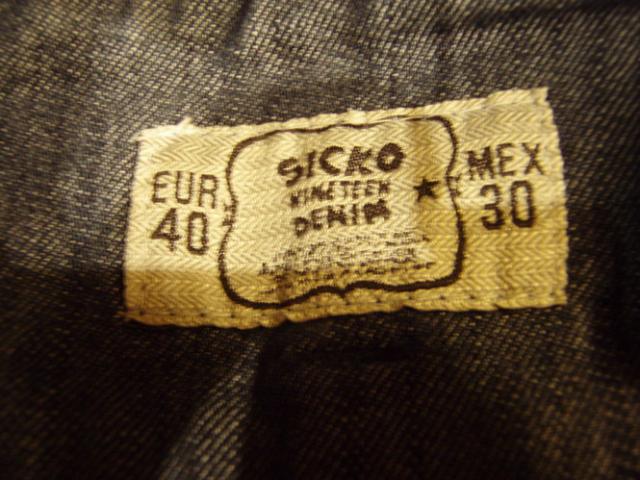 EUR
40
SICKO
NINETEEN
DENIM
MEX
30